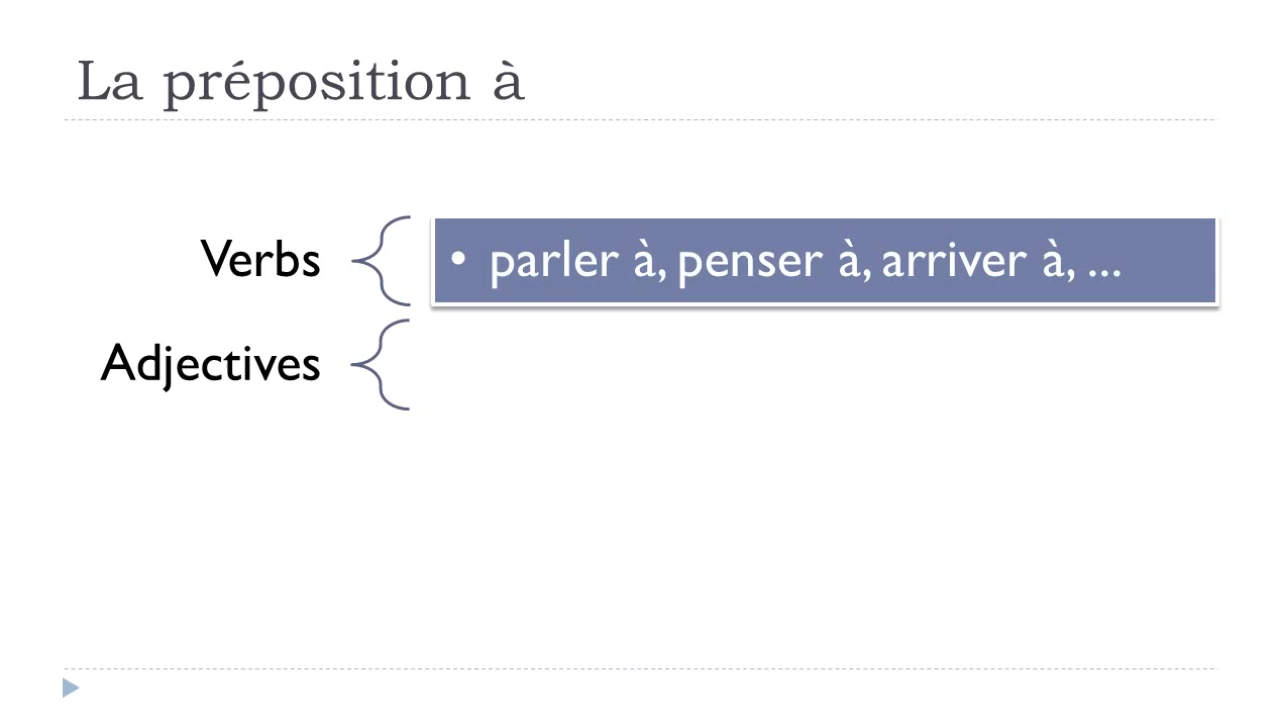 La préposition à
Verbs
• parler à, penser à, arriver à, ...
Adjectives